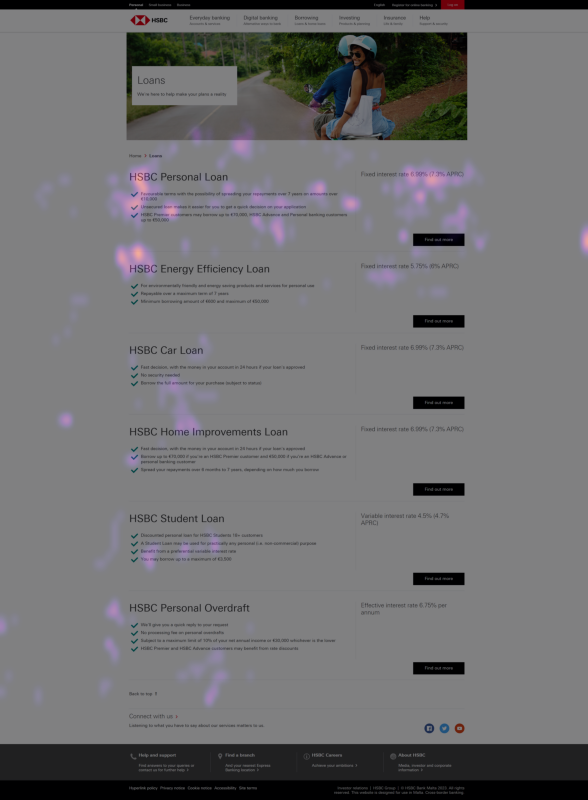 Personal Small business Business
English Register for online banking Log on
HSBC
Everyday banking
Accounts & services
Digital banking
Borrowing
Investing
Insurance
Help
Support & security
Loans
We're here to help make your plans a reality.
Home > Loans
HSBC Personal Loan
Fixed interest rate 6.99% (7.3% APRC)
Favourable terms with the possibility of spreading your repayments over 7 years on amounts over
Unsecured loan makes it easier for you to get a quick decision on your application
HSBC Premier customers may borrow up to €70,000; HSBC Advance and Personal banking customers
up to €50,000
Find out more
HSBC Energy Efficiency Loan
Fixed interest rate 5.75% (6% APRC)
For environmentally friendly and energy saving products and services for personal use
Repayable over a maximum term of 7 years
Minimum borrowing amount of €600 and maximum of €50,000
Find out more
HSBC Car Loan
Fixed interest rate 6.99% (7.3% APRC)
Fast decision, with the money in your account in 24 hours if your loan's approved
No security needed
Borrow the full amount for your purchase (subject to status)
Find out more
HSBC Home Improvements Loan
Fixed interest rate 6.99% (7.3% APRC)
Fast decision, with the money in your account in 24 hours if your loan's approved
Borrow up to €70,000 if you're an HSBC Premier customer and €50,000 if you're an HSBC Advance or
personal banking customer
Spread your repayments over 6 months to 7 years, depending on how much you borrow
Find out more
HSBC Student Loan
Variable interest rate 4.5% (4.7%
APRC)
Discounted personal loan for HSBC Students 18+ customers
A Student Loan may be used for practically any personal (i.e. non-commercial) purpose
Benefit from a preferential variable interest rate
You may borrow up to a maximum of €3,500
Find out more
HSBC Personal Overdraft
Effective interest rate 6.75% per
annum
We'll give you a quick reply to your request
No processing fee on personal overdrafts
Subject to a maximum limit of 10% of your net annual income or €30,000 whichever is the lower
HSBC Premier and HSBC Advance customers may benefit from rate discounts
Find out more
Back to top
Connect with us >
Listening to what you have to say about our services matters to us.
Help and support
Find answers to your queries or
contact us for further help >
Find a branch
Find your nearest Express
Banking location >
HSBC Careers
Achieve your ambitions >
About HSBC
Media, investor and corporate
information >
Hyperlink policy Privacy notice Cookie notice Accessibility Site terms
Investor relations | HSBC Group | © HSBC Bank Malta 2022. All rights
reserved. This website is designed for use in Malta. Cross border banking.